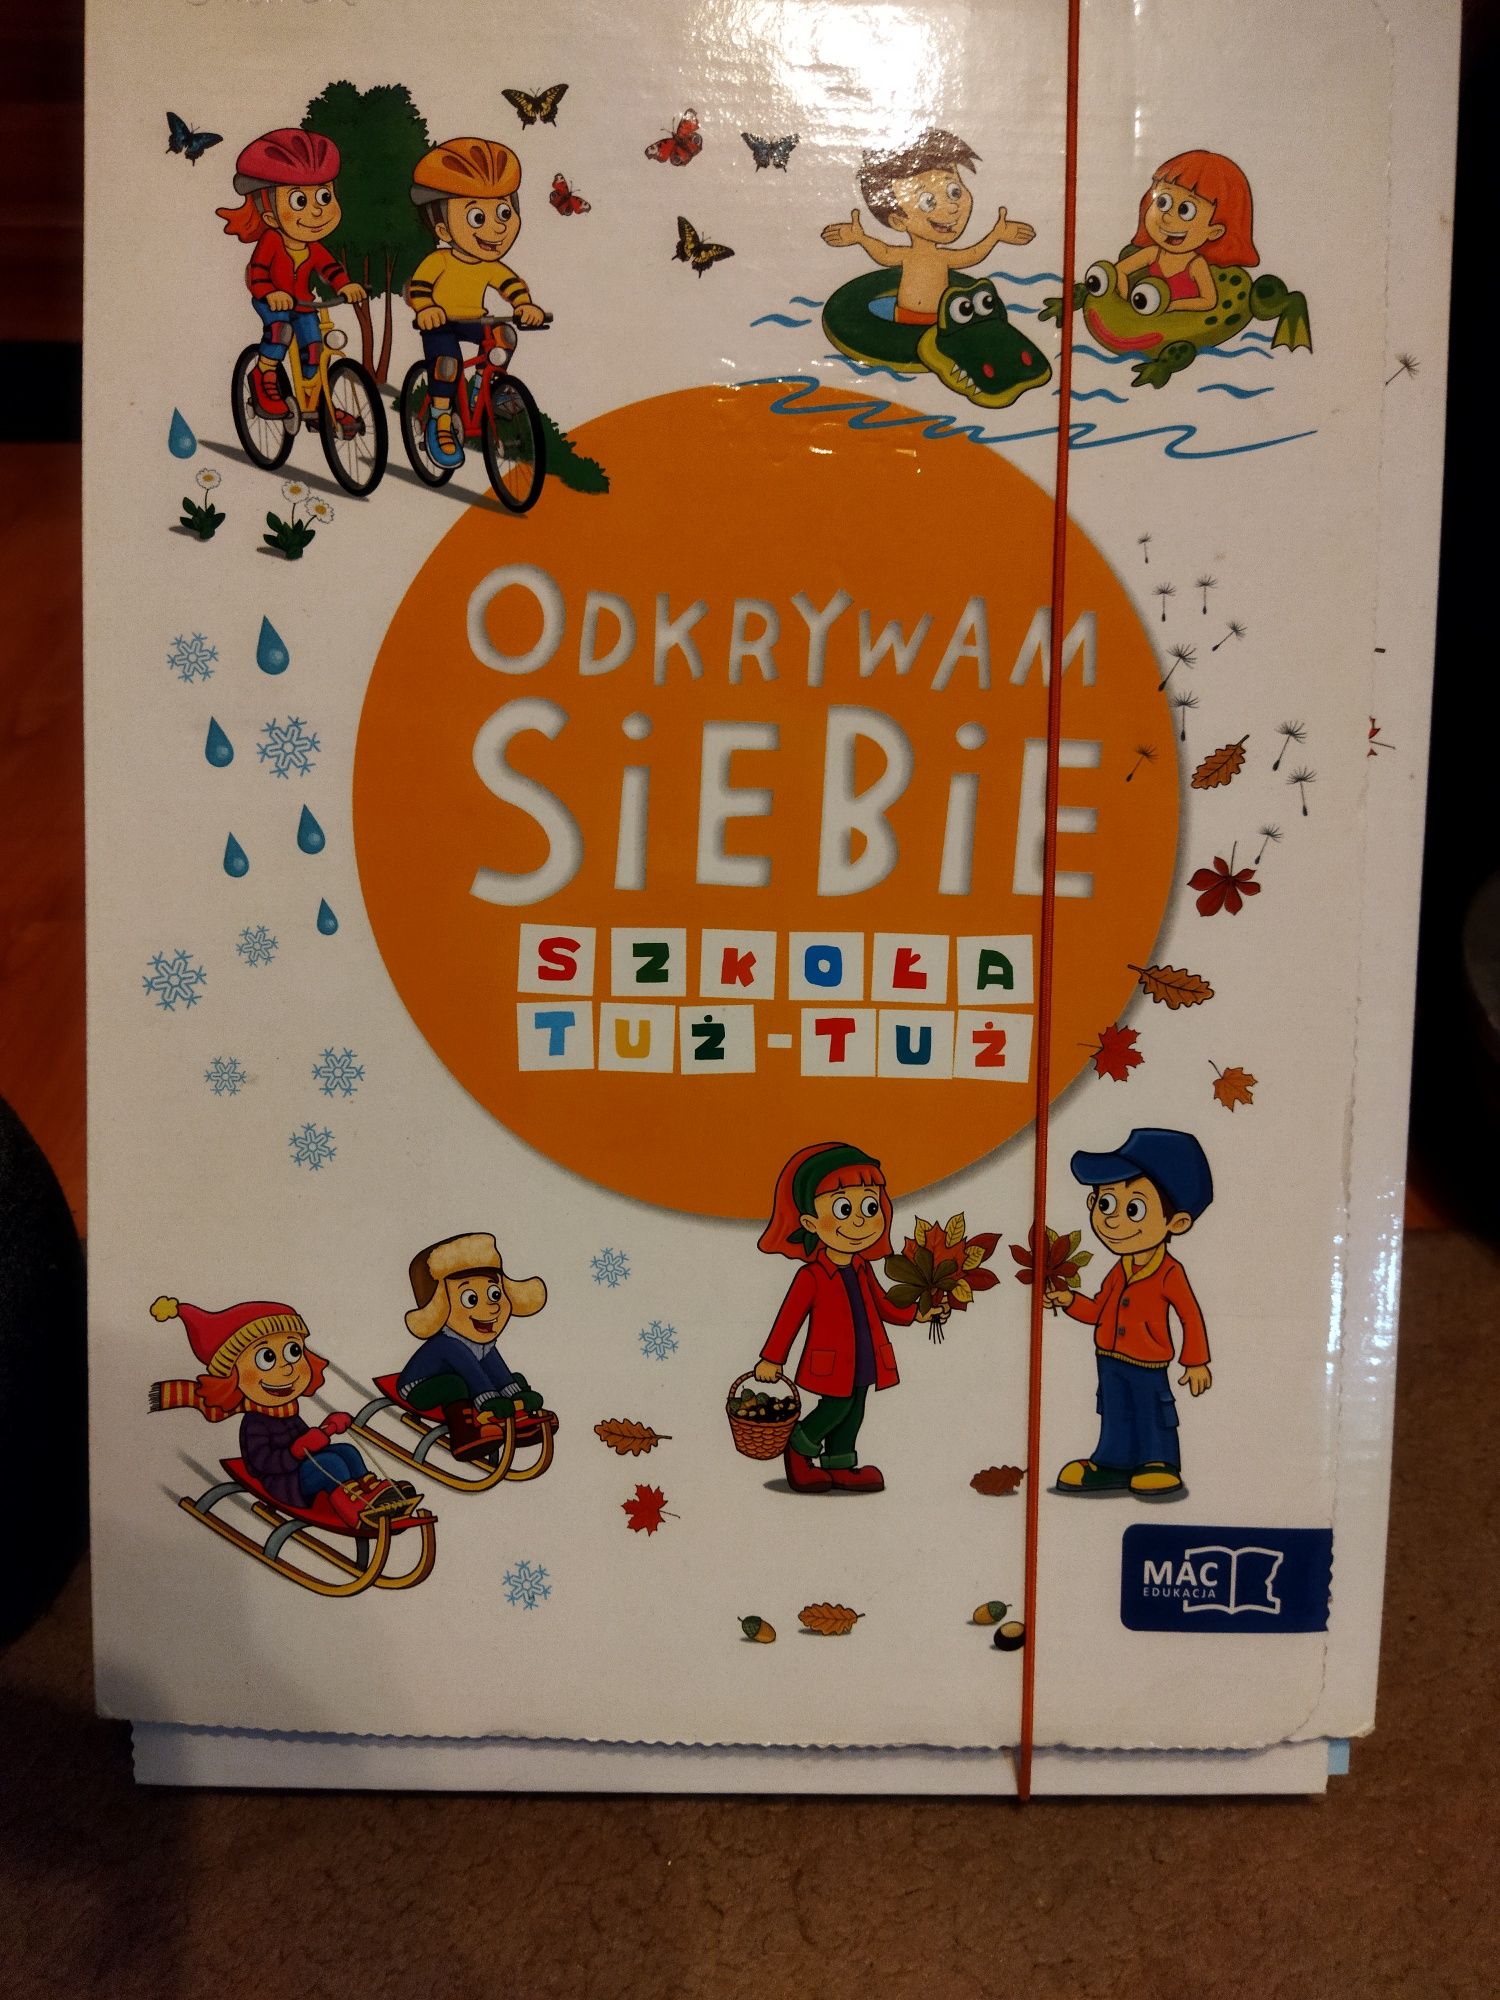 ODKRYWAM
SiEBiE
SZKOŁA
TUŻ-TUŻ
MAC
EDUKACJA